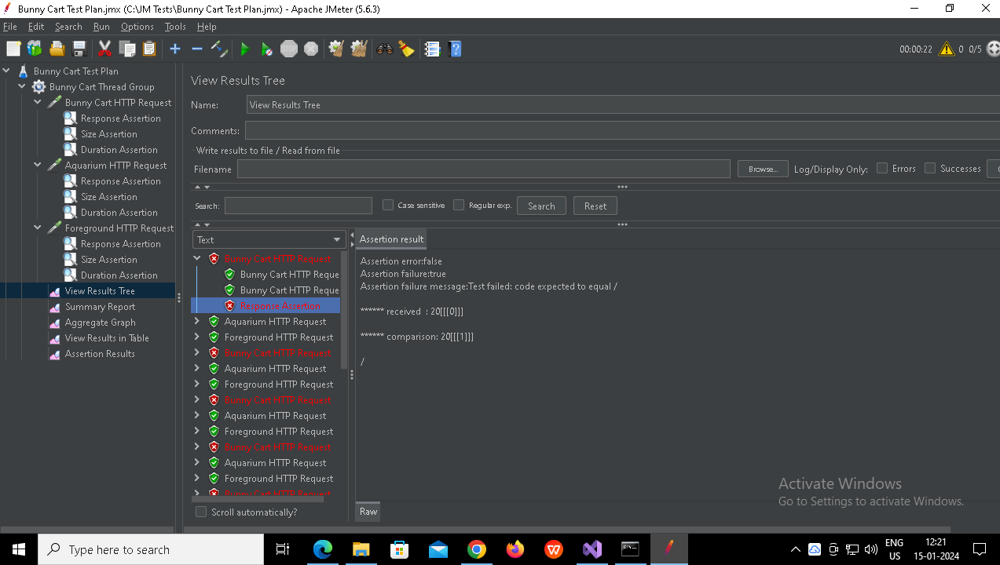 Bunny Cart Test Plan.jmx (C:\JM Tests\Bunny Cart Test Plan.jmx) - Apache JMeter (5.6.3)
File Edit Search Run Options Tools Help
STOP 00:00:22 0 0/5
Bunny Cart Test Plan
Bunny Cart Thread Group
Bunny Cart HTTP Request
Response Assertion
Size Assertion
Duration Assertion
Aquarium HTTP Request
Response Assertion
Size Assertion
Duration Assertion
Foreground HTTP Request
Response Assertion
Size Assertion
Duration Assertion
View Results Tree
Summary Report
Aggregate Graph
View Results in Table
Assertion Results
View Results Tree
Name: View Results Tree
Comments:
Write results to file / Read from file
Filename Browse... Log/Display Only: Errors Successes
Search: Case sensitive Regular exp. Search Reset
Text
Bunny Cart HTTP Request
Bunny Cart HTTP Reque
Bunny Cart HTTP Reque
Response Assertion
Aquarium HTTP Request
Foreground HTTP Request
Bunny Cart HTTP Request
Aquarium HTTP Request
Foreground HTTP Request
Bunny Cart HTTP Request
Aquarium HTTP Request
Foreground HTTP Request
Bunny Cart HTTP Request
Aquarium HTTP Request
Foreground HTTP Request
Bunny Cart HTTP Request
Scroll automatically?
Assertion result
Assertion error:false
Assertion failure:true
Assertion failure message:Test failed: code expected to equal /
****** received  : 20[[[0]]]
****** comparison: 20[[[1]]]
/
Raw
Activate Windows
Go to Settings to activate Windows.
Type here to search
ENG
US
12:21
15-01-2024